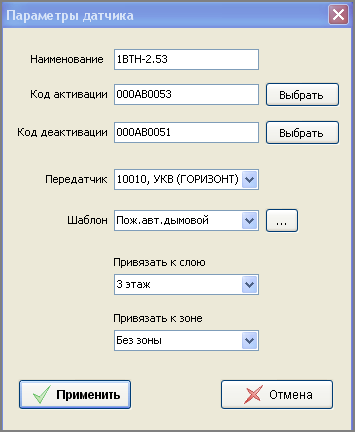 Параметры датчика
Наименование 1ВТН-2.53
Код активации 000AB0053 Выбрать
Код деактивации 000AB0051 Выбрать
Передатчик 10010, УКВ (ГОРИЗОНТ)
Шаблон Пож.авт.дымовой ...
Привязать к слою
3 этаж
Привязать к зоне
Без зоны
Применить Отмена